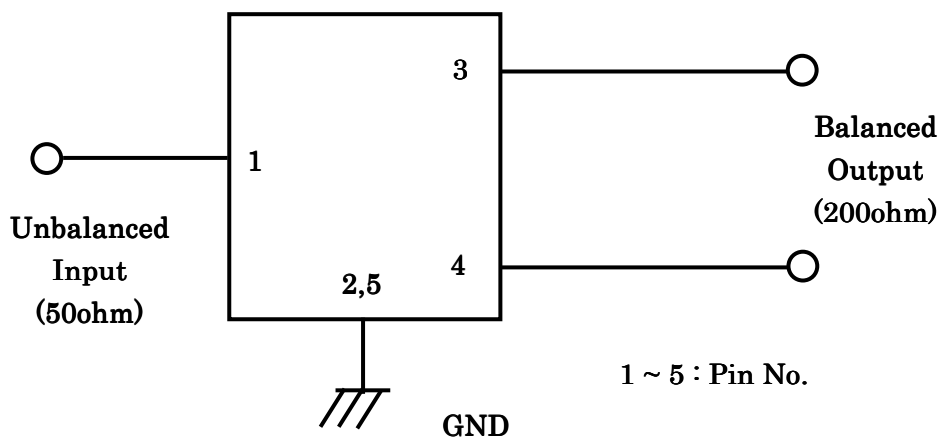 3
Balanced
Output
(200ohm)
1
Unbalanced
Input
(50ohm)
4
2,5
1 ~ 5 : Pin No.
GND